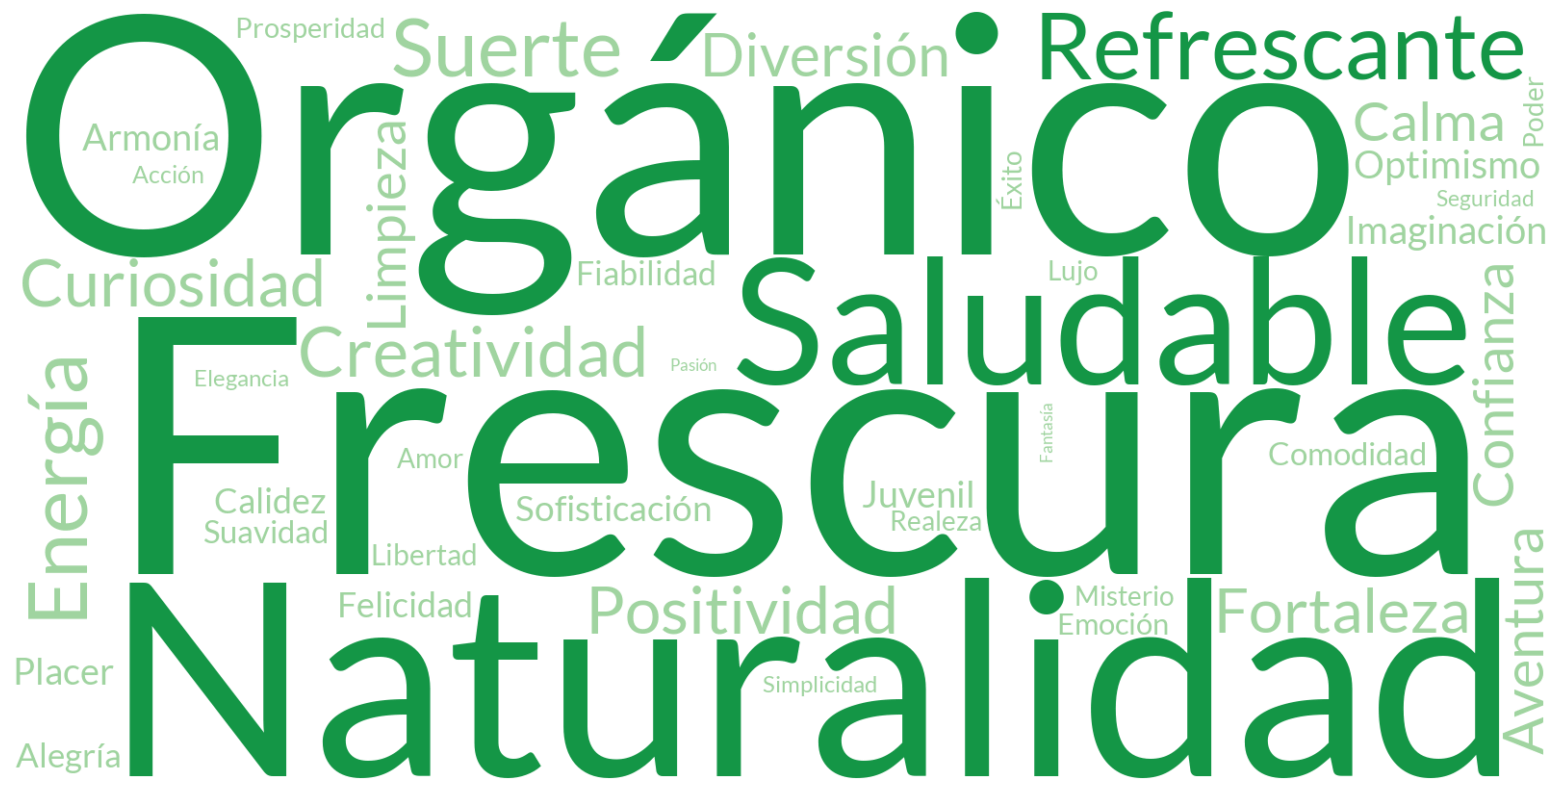 Prosperidad
Suerte
Diversión
Refrescante
Orgánico
Armonía
Acción
Limpieza
Éxito
Calma
Poder
Optimismo
Seguridad
Imaginación
Curiosidad
Fiabilidad
Saludable
Lujo
Confianza
Creatividad
Pasión
Elegancia
Energía
Frescura
Fantasía
Amor
Comodidad
Calidez
Suavidad
Sofisticación
Juvenil
Realeza
Libertad
Felicidad
Positividad
Misterio
Emoción
Fortaleza
Aventura
Naturalidad
Placer
Simplicidad
Alegría